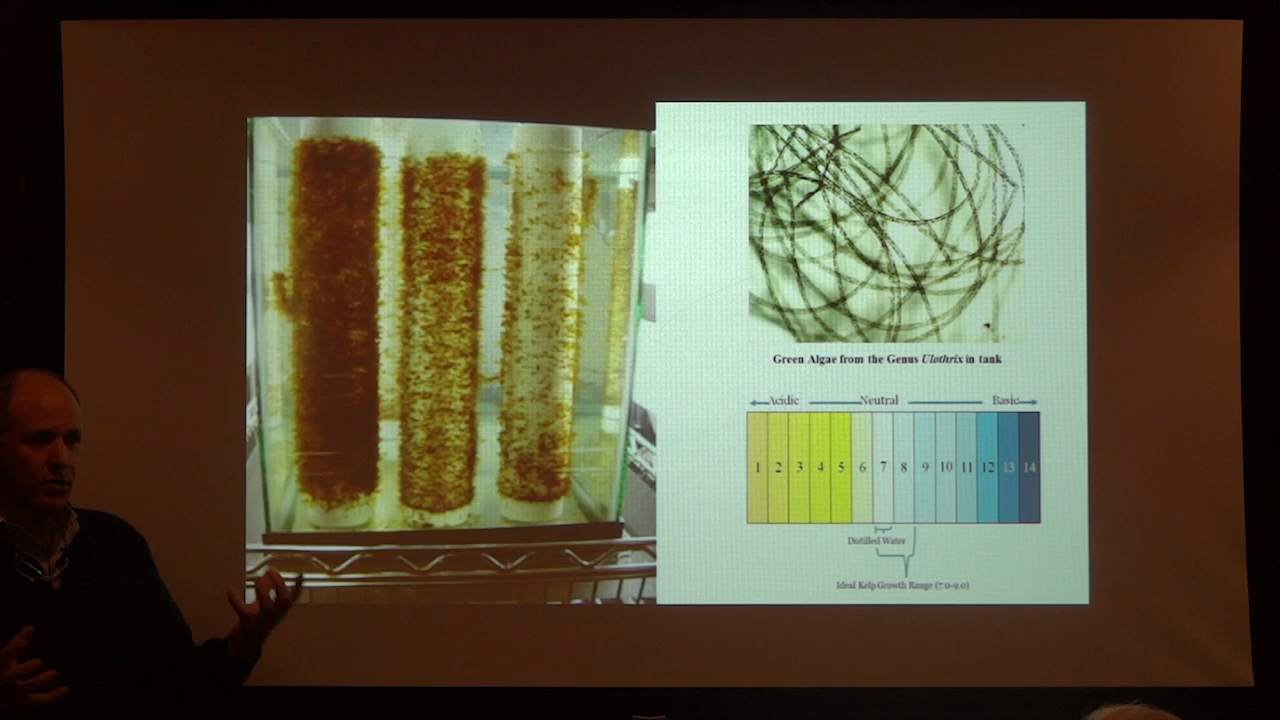 Green Algae from the Genus Ulothrix in tank
Acidic Neutral Basic
1 2 3 4 5 6 7 8 9 10 11 12 13 14
Distilled Water
Ideal Kelp Growth Range (7.0-9.0)